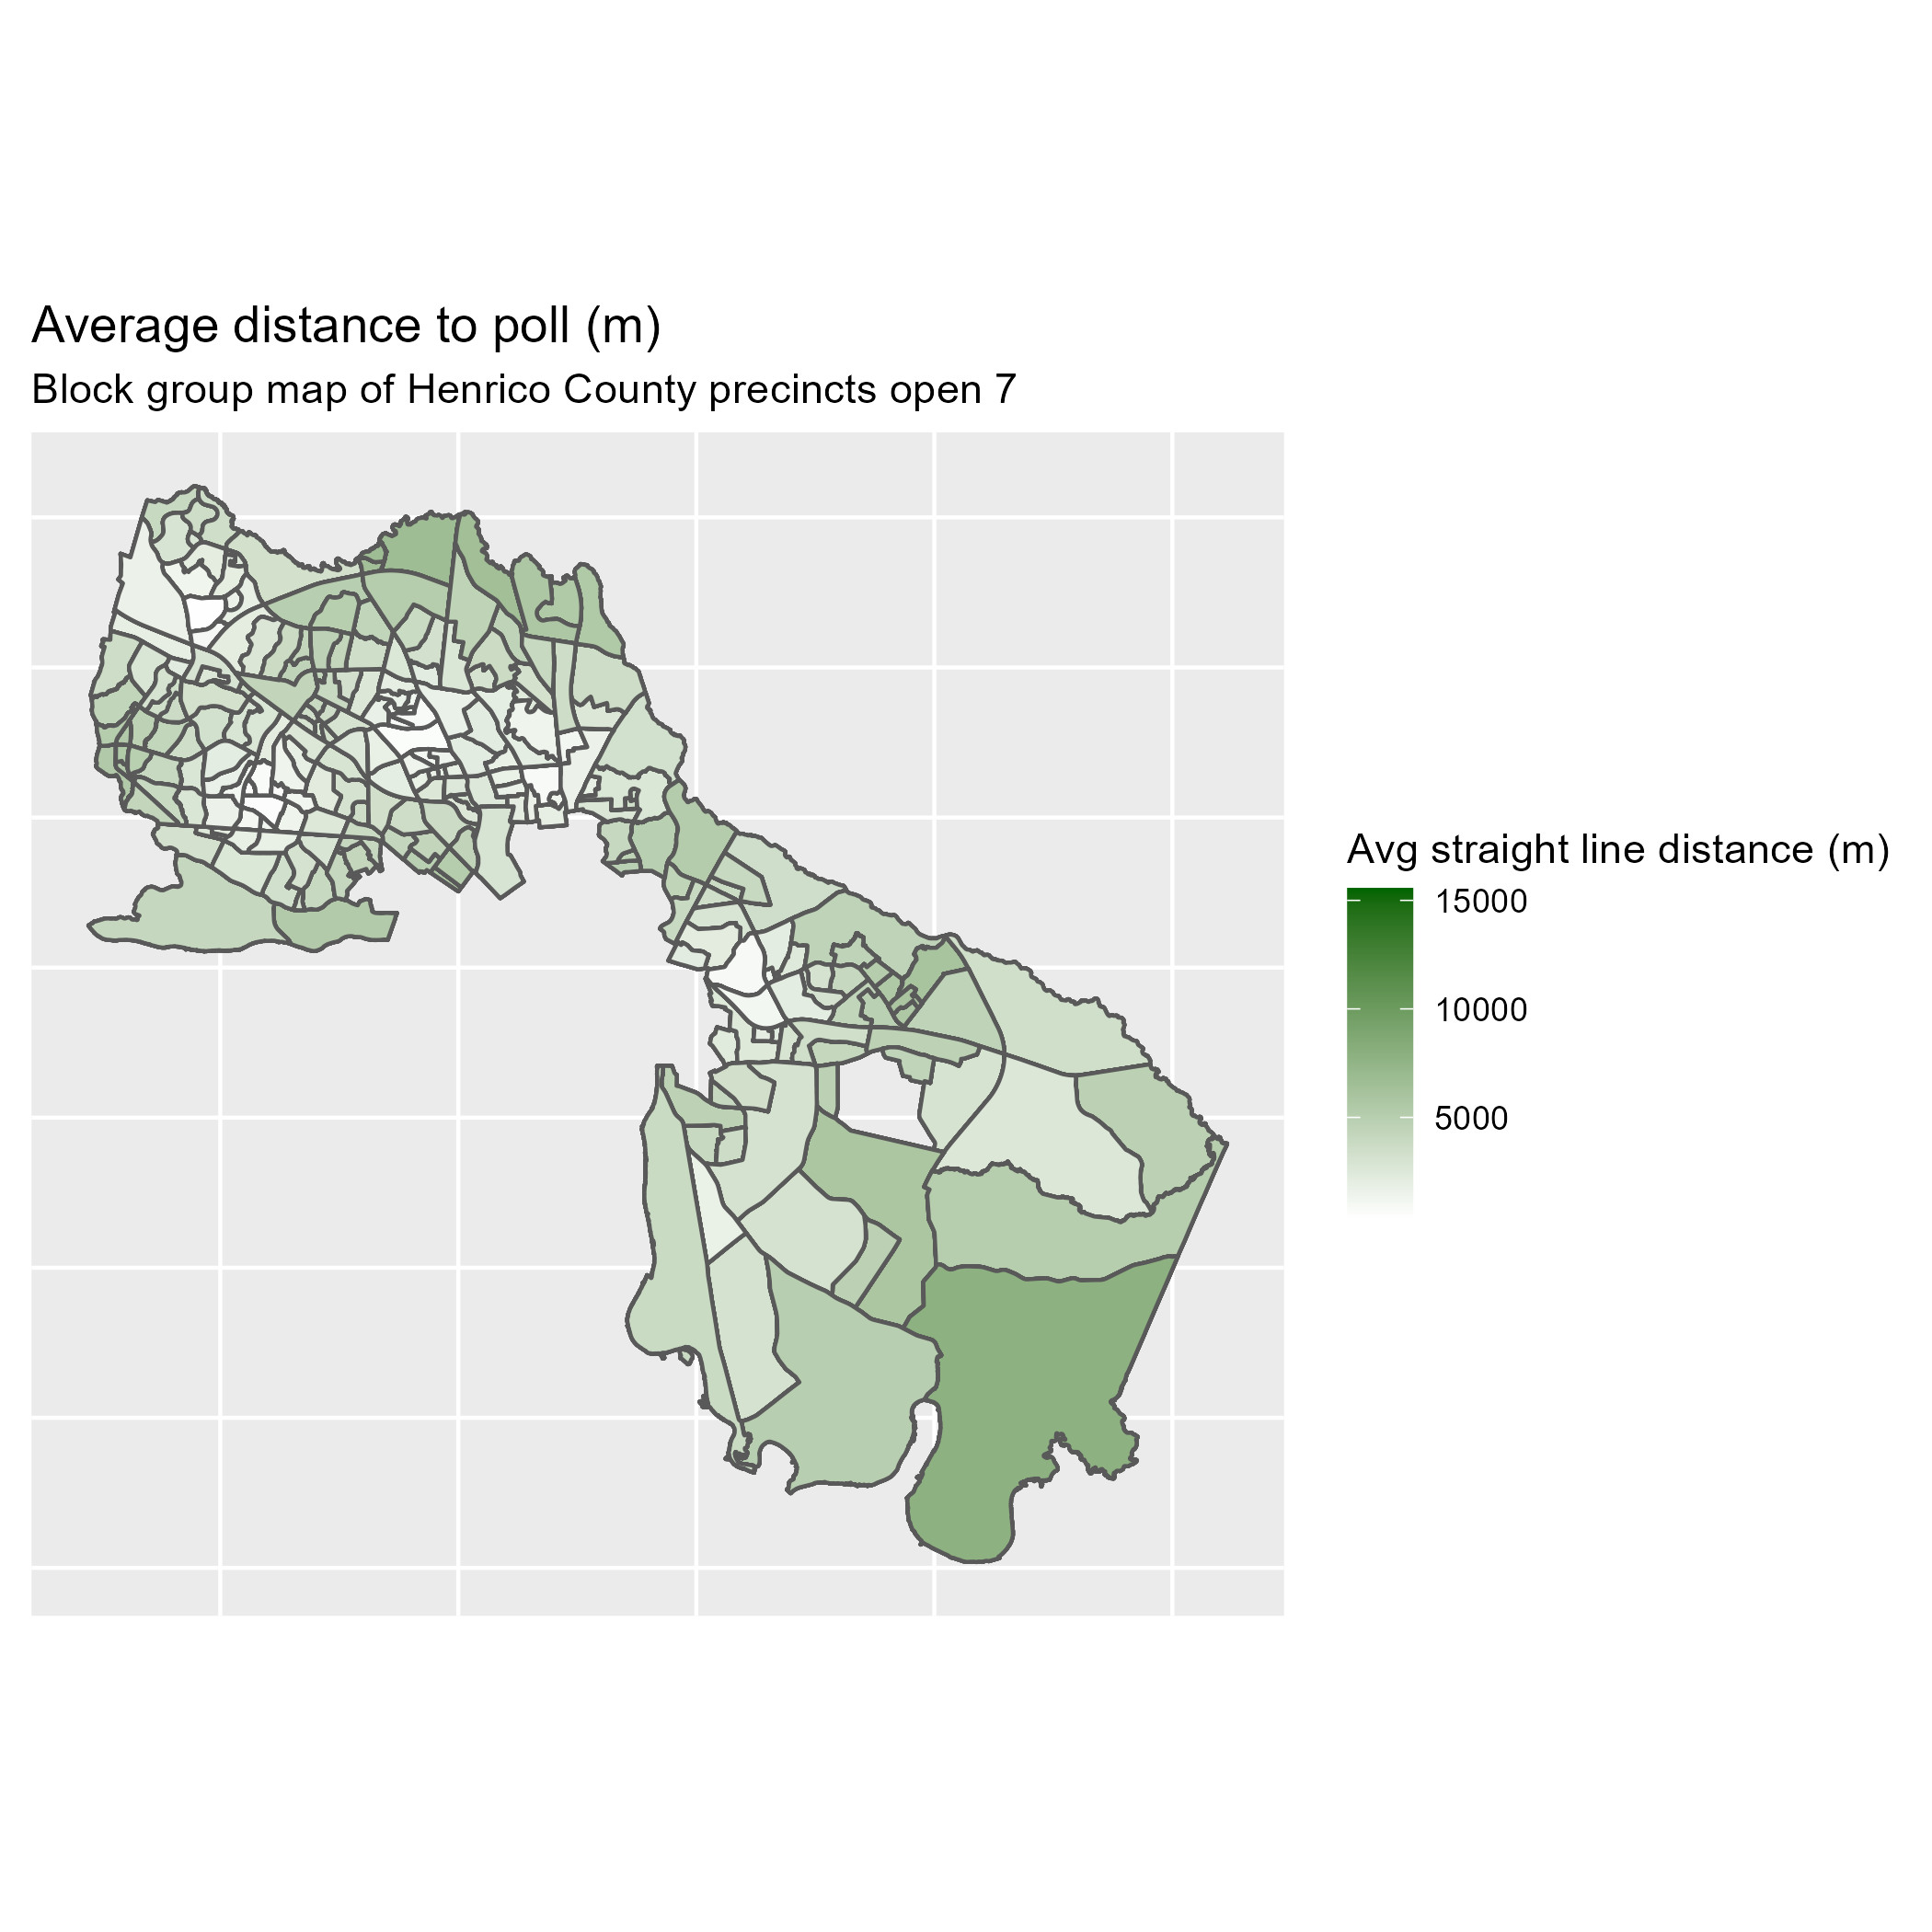 Average distance to poll (m)
Block group map of Henrico County precincts open 7
Avg straight line distance (m)
15000
10000
5000